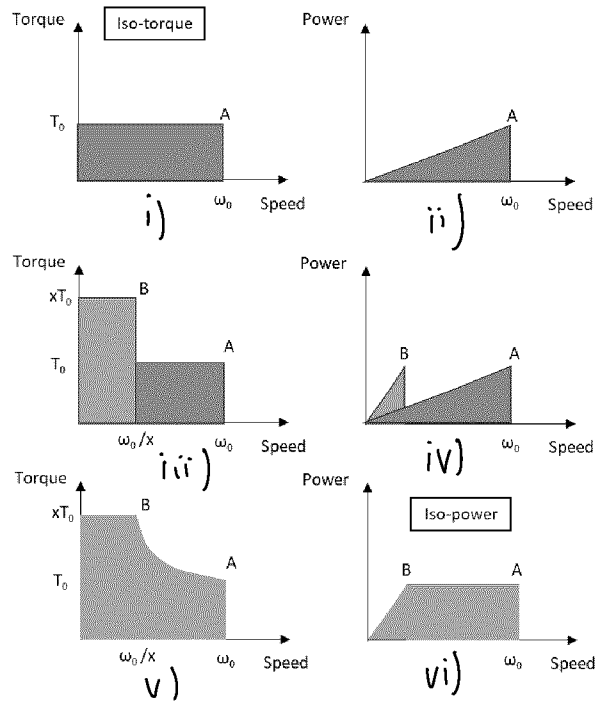 Torque Iso-torque Power
T₀ A A
ω₀ Speed ω₀ Speed
i) ii)
Torque Power
xT₀ B
T₀ A B A
ω₀/x ω₀ Speed ω₀ Speed
iii) iv)
Torque Power
xT₀ B Iso-power
T₀ A B A
ω₀/x ω₀ Speed ω₀ Speed
v) vi)